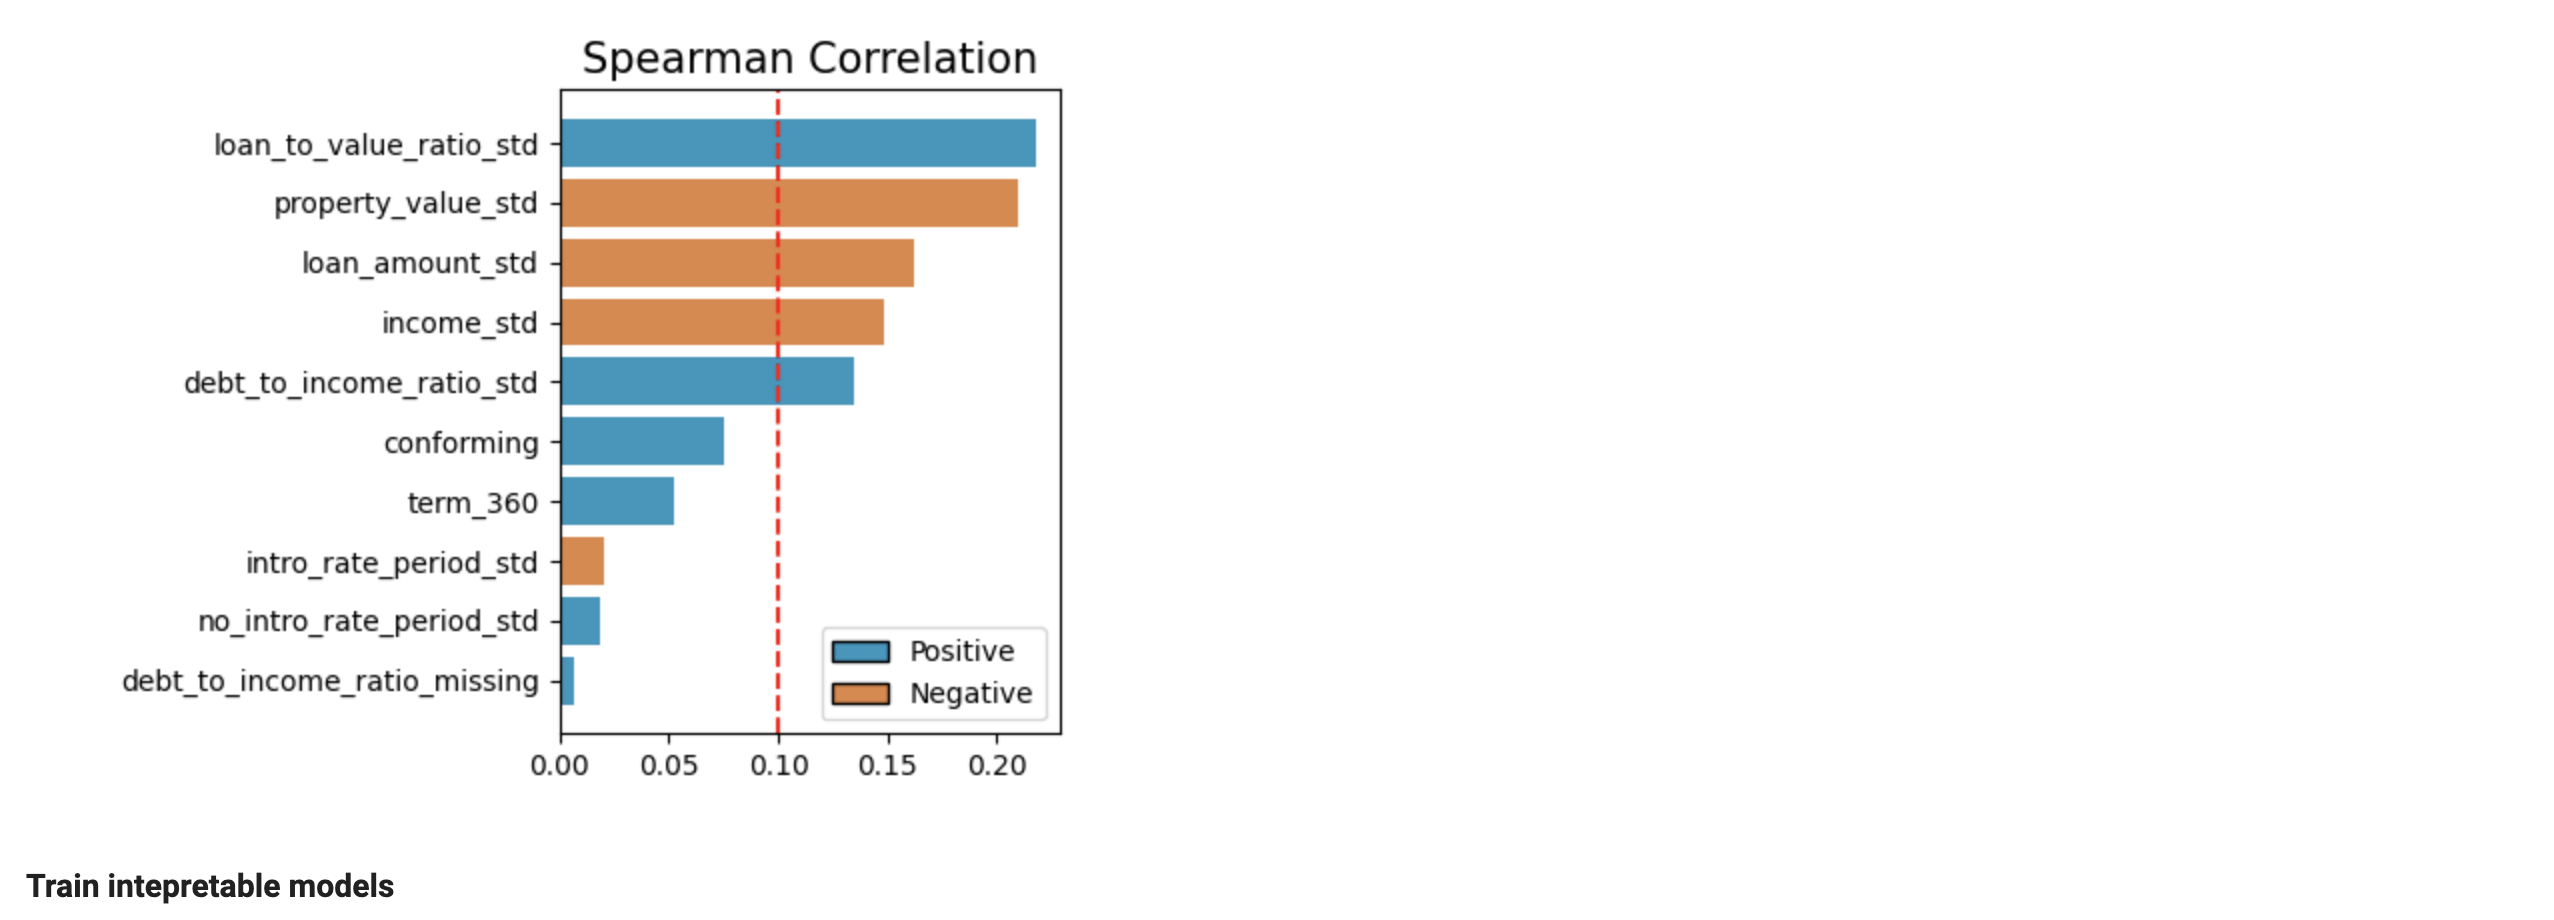 Spearman Correlation
loan_to_value_ratio_std
property_value_std
loan_amount_std
income_std
debt_to_income_ratio_std
conforming
term_360
intro_rate_period_std
no_intro_rate_period_std
debt_to_income_ratio_missing
Positive
Negative
0.00 0.05 0.10 0.15 0.20
Train intepretable models